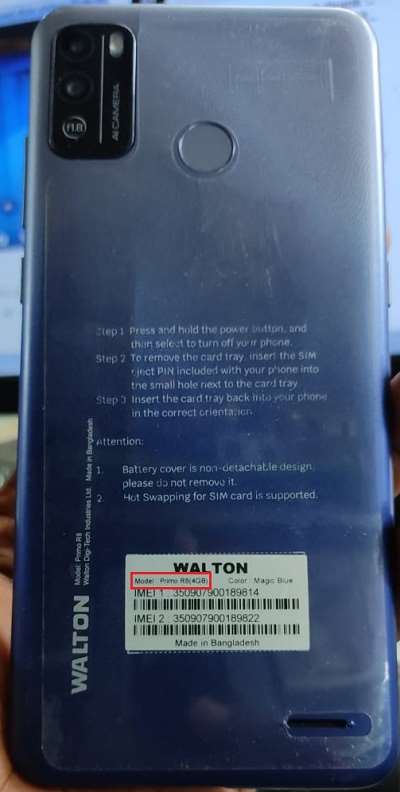 AI CAMERA
f1.8
Step 1 Press and hold the power button, and
then select to turn off your phone.
Step 2 To remove the card tray, insert the SIM
eject PIN included with your phone into
the small hole next to the card tray
Step 3 Insert the card tray back into your phone
in the correct orientation.
Attention:
1. Battery cover is non-detachable design,
please do not remove it.
2 Hot Swapping for SIM card is supported.
WALTON
Model: Primo R8
Walton Digi-Tech Industries Ltd. Made in Bangladesh
WALTON
Model: Primo R8(4GB) Color: Magic Blue
IMEI 1 : 350907900189814
IMEI 2 : 350907900189822
Made in Bangladesh